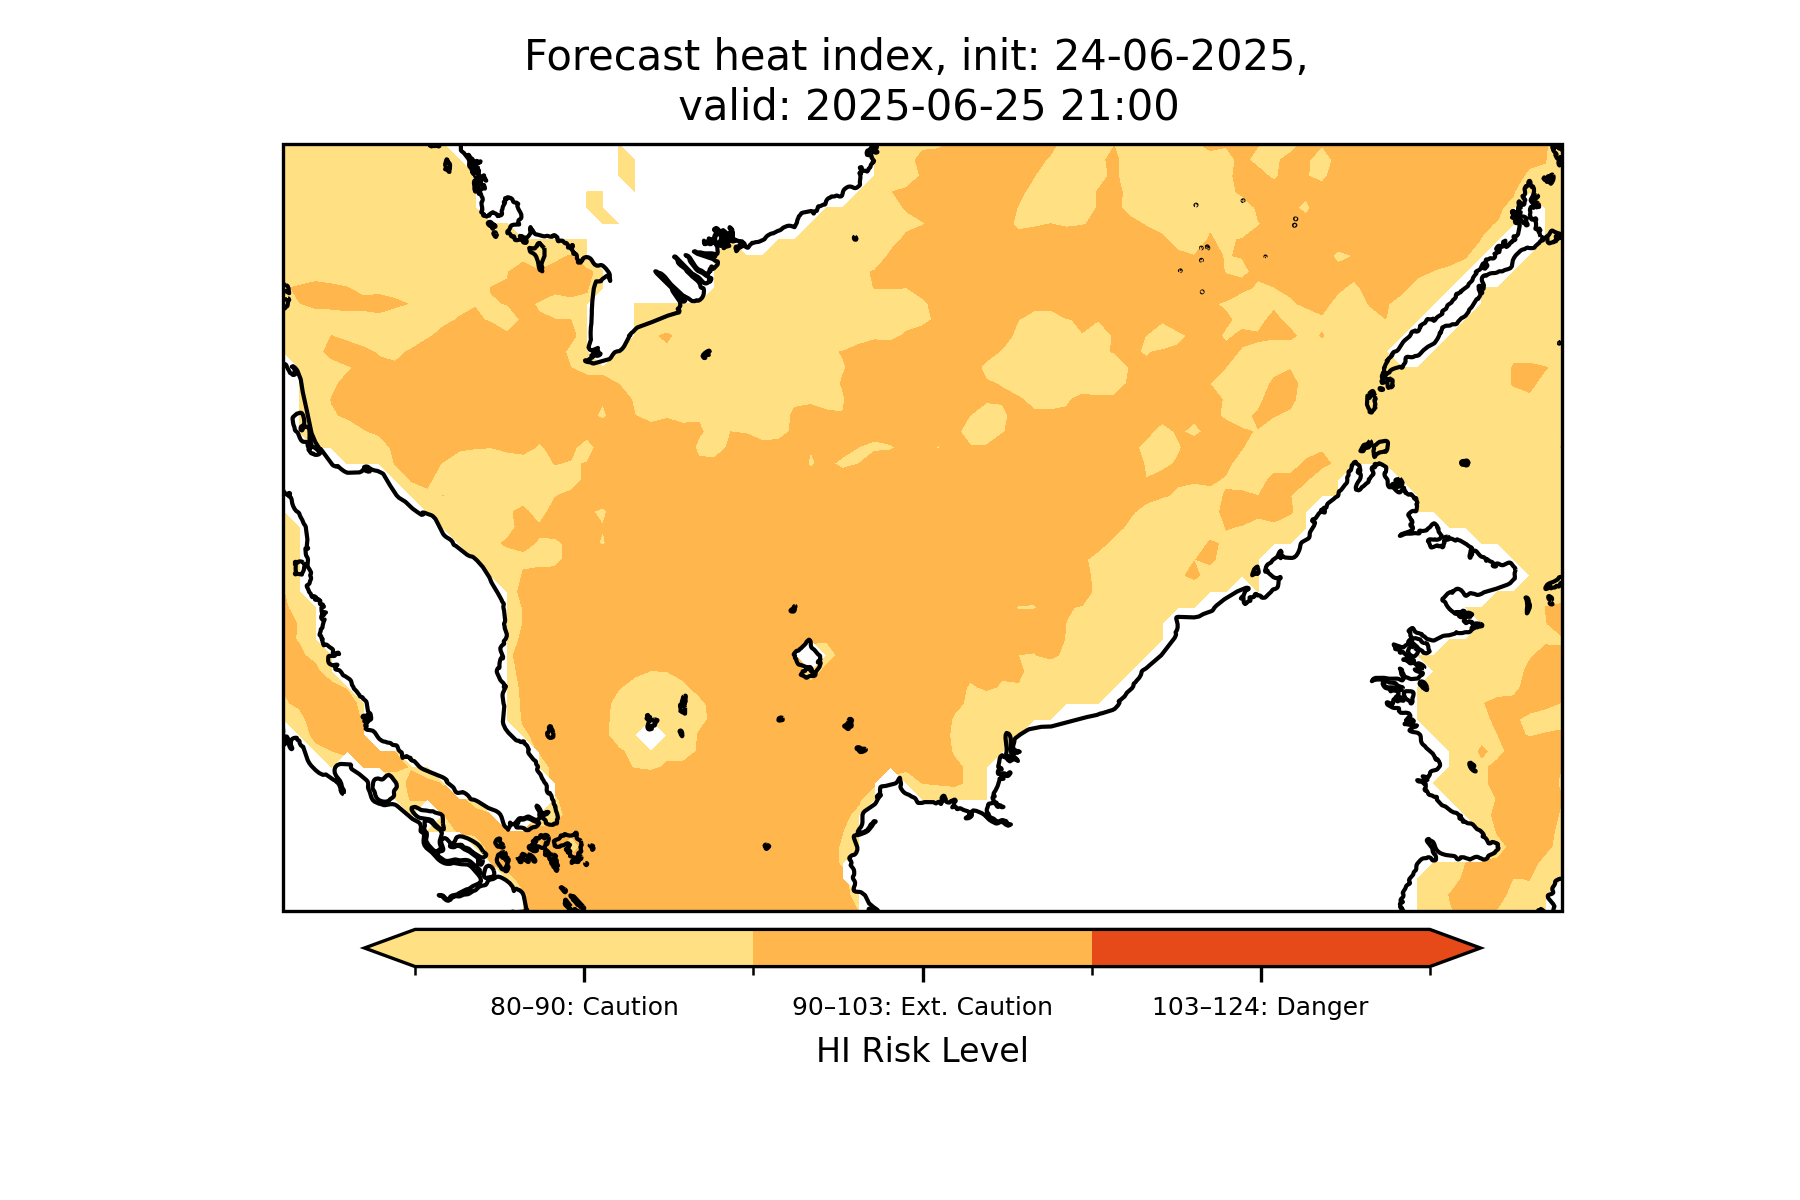 Forecast heat index, init: 24-06-2025,
valid: 2025-06-25 21:00
80–90: Caution
90–103: Ext. Caution
103–124: Danger
HI Risk Level